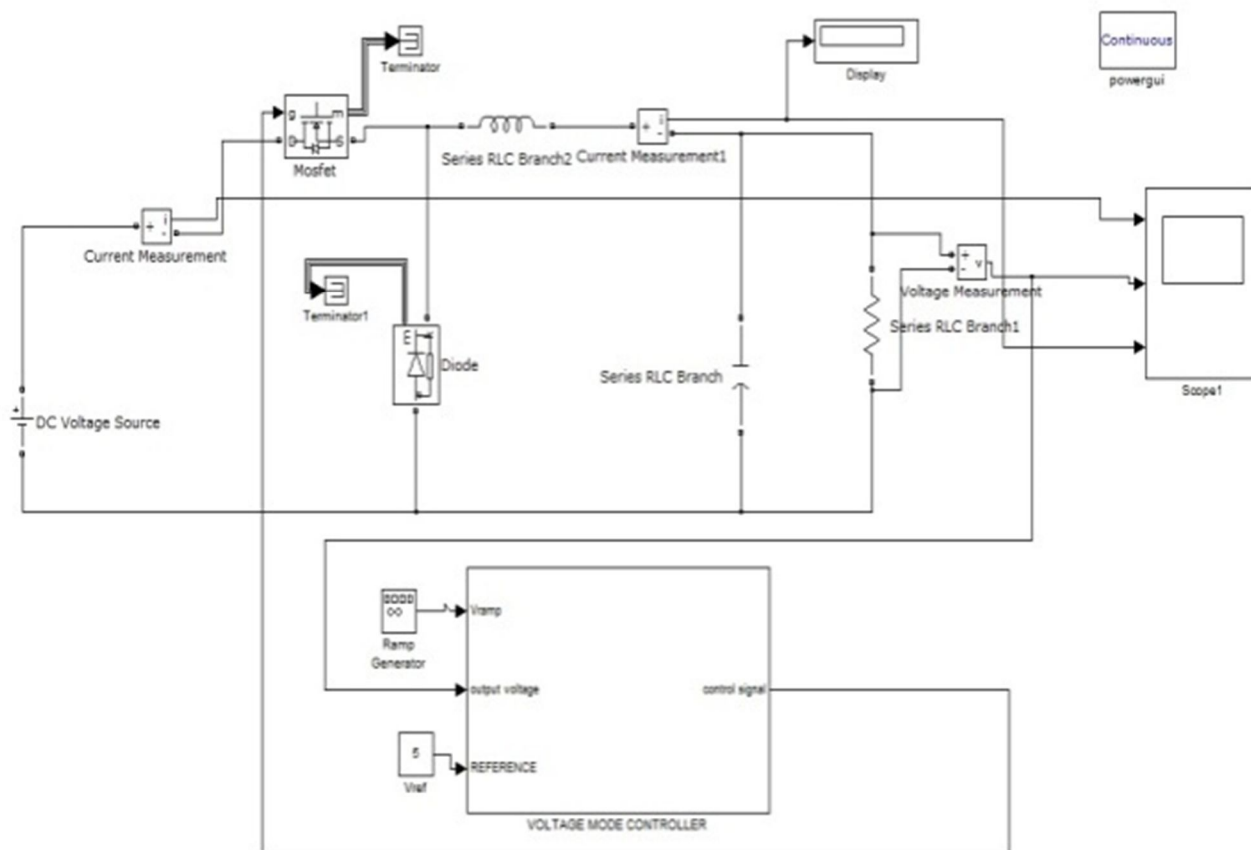 Terminator
Display
Continuous
powergui
g
m
D
S
Mosfet
Series RLC Branch2
+
i
-
Current Measurement1
+
i
-
Current Measurement
Terminator1
+
-
v
Voltage Measurement
Series RLC Branch1
Diode
Series RLC Branch
Scope1
+
DC Voltage Source
Vramp
Ramp
Generator
output voltage
control signal
5
REFERENCE
Vref
VOLTAGE MODE CONTROLLER